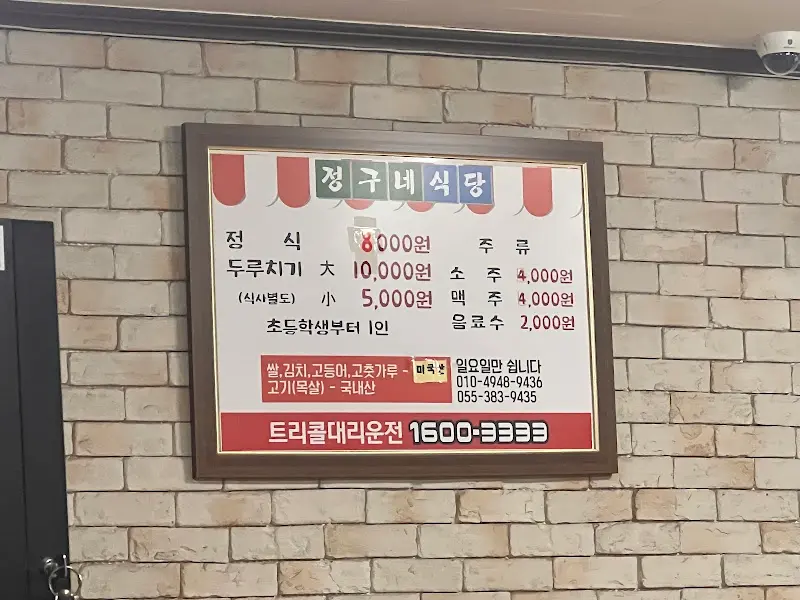 정구네식당
정 식 8,000원
두루치기 大 10,000원
(식사별도) 小 5,000원
초등학생부터 1인
주 류
소 주 4,000원
맥 주 4,000원
음료수 2,000원
쌀,김치,고등어,고춧가루 - 미국산
고기(목살) - 국내산
일요일만 쉽니다
010-4948-9436
055-383-9435
트리콜대리운전 1600-3333